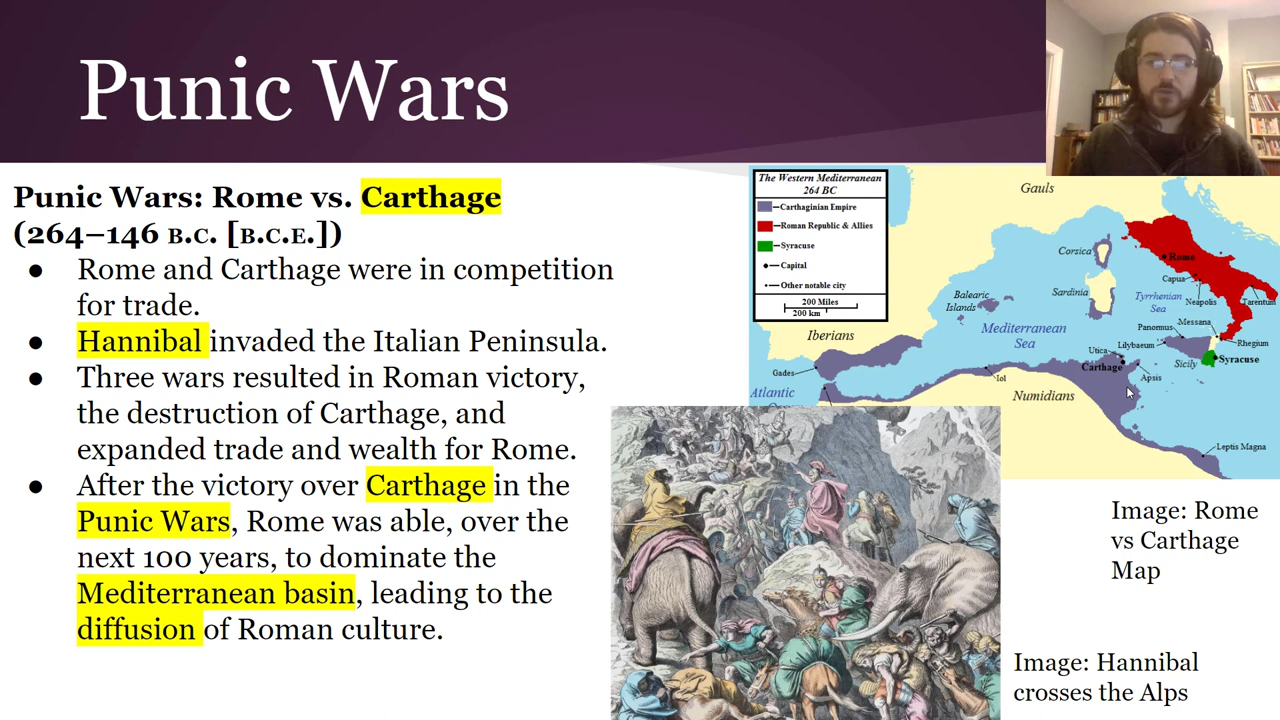 Punic Wars
Punic Wars: Rome vs. Carthage
(264–146 B.C. [B.C.E.])
● Rome and Carthage were in competition
for trade.
● Hannibal invaded the Italian Peninsula.
● Three wars resulted in Roman victory,
the destruction of Carthage, and
expanded trade and wealth for Rome.
● After the victory over Carthage in the
Punic Wars, Rome was able, over the
next 100 years, to dominate the
Mediterranean basin, leading to the
diffusion of Roman culture.
The Western Mediterranean
264 BC
Carthaginian Empire
Roman Republic & Allies
Syracuse
Capital
Other notable city
200 Miles
200 km
Gauls
Corsica
Rome
Capua
Sardinia
Tyrrhenian
Sea
Neapolis
Tarentum
Balearic
Islands
Messana
Panomus
Mediterranean
Sea
Iberians
Lilybaeum
Rhegium
Utica
Sicily
Syracuse
Carthage
Gades
Iol
Apsis
Atlantic
Numidians
Leptis Magna
Image: Rome
vs Carthage
Map
Image: Hannibal
crosses the Alps